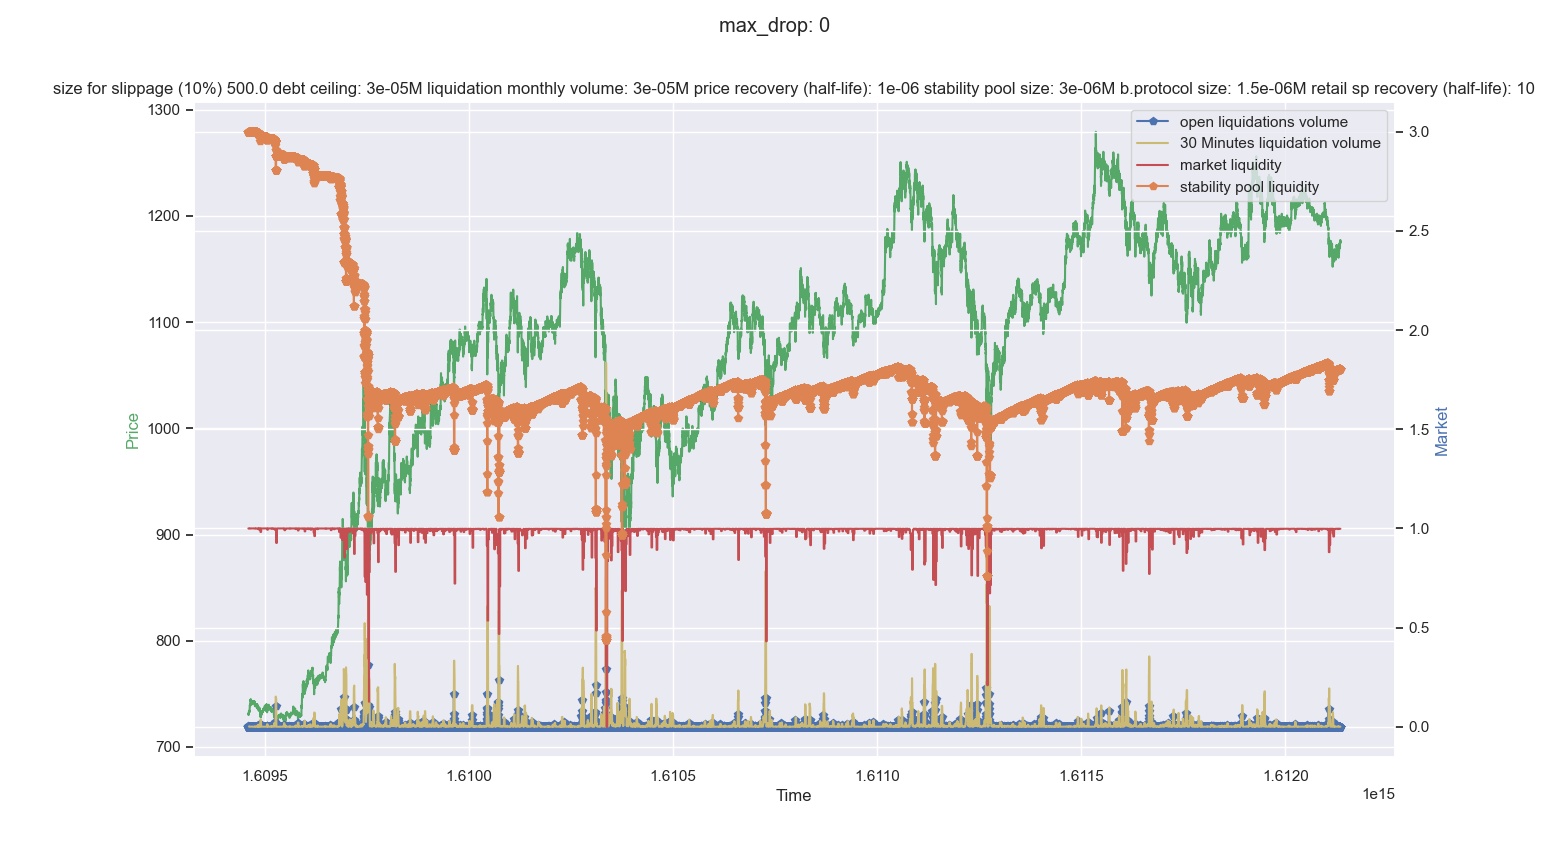 max_drop: 0
size for slippage (10%) 500.0 debt ceiling: 3e-05M liquidation monthly volume: 3e-05M price recovery (half-life): 1e-06 stability pool size: 3e-06M b.protocol size: 1.5e-06M retail sp recovery (half-life): 10
open liquidations volume
30 Minutes liquidation volume
market liquidity
stability pool liquidity
1300
1200
1100
1000
900
800
700
Price
3.0
2.5
2.0
1.5
1.0
0.5
0.0
Market
1.6095 1.6100 1.6105 1.6110 1.6115 1.6120
1e15
Time